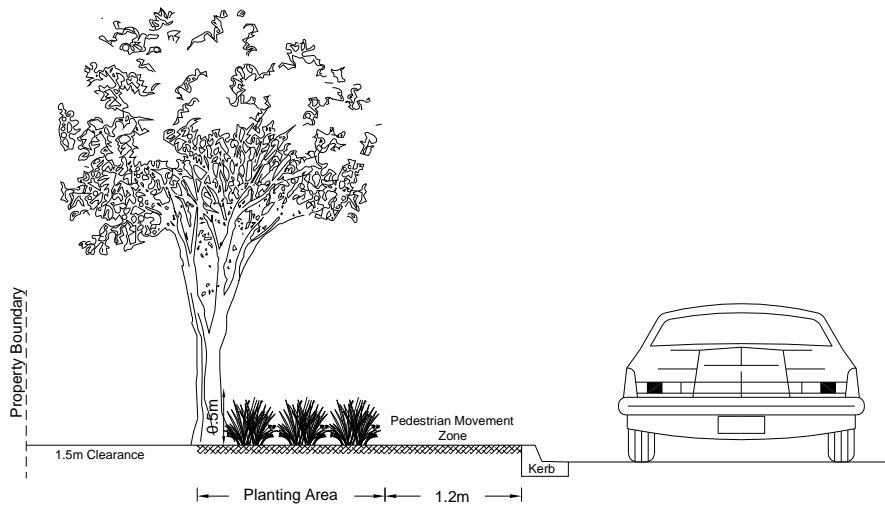 Property Boundary
0.5m
Pedestrian Movement
Zone
1.5m Clearance
Kerb
Planting Area
1.2m